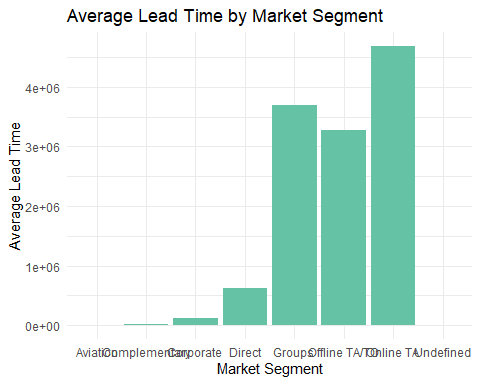 Average Lead Time by Market Segment
Average Lead Time
4e+06
3e+06
2e+06
1e+06
0e+00
Aviation Complementary Corporate Direct Groups Offline TA/TO Online TA Undefined
Market Segment